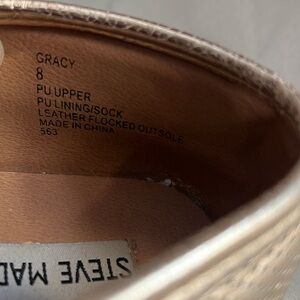 GRACY
8
PU UPPER
PU LINING/SOCK
LEATHER FLOCKED OUTSOLE
MADE IN CHINA
563
STEVE MAD